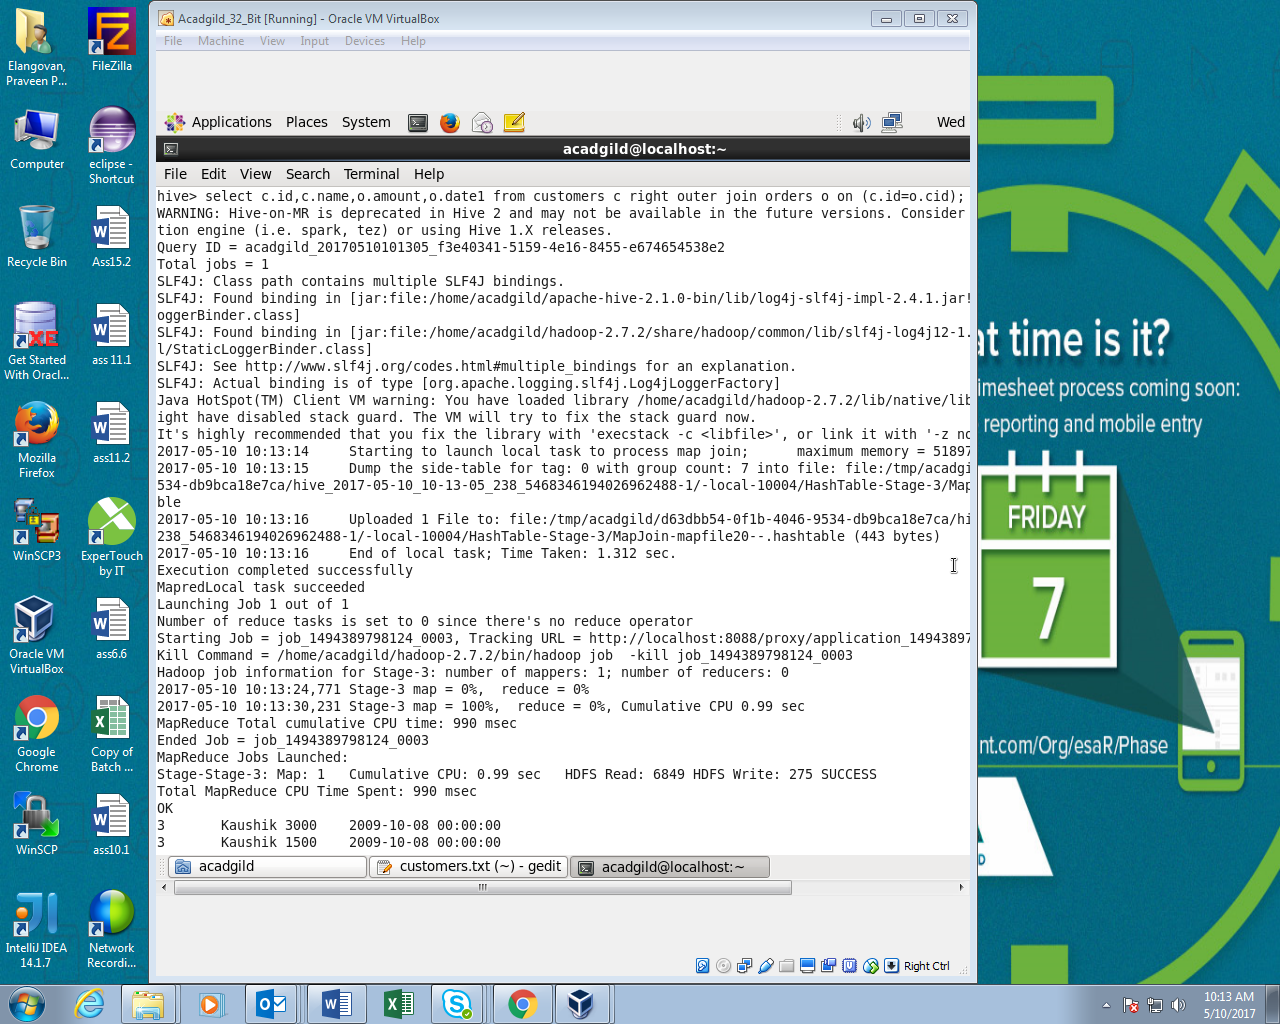 Acadgild_32_Bit [Running] - Oracle VM VirtualBox
File Machine View Input Devices Help
Applications Places System
Wed
acadgild@localhost:~
File Edit View Search Terminal Help
hive> select c.id,c.name,o.amount,o.date1 from customers c right outer join orders o on (c.id=o.cid);
WARNING: Hive-on-MR is deprecated in Hive 2 and may not be available in the future versions. Consider
tion engine (i.e. spark, tez) or using Hive 1.X releases.
Query ID = acadgild_20170510101305_f3e40341-5159-4e16-8455-e674654538e2
Total jobs = 1
SLF4J: Class path contains multiple SLF4J bindings.
SLF4J: Found binding in [jar:file:/home/acadgild/apache-hive-2.1.0-bin/lib/log4j-slf4j-impl-2.4.1.jar!
oggerBinder.class]
SLF4J: Found binding in [jar:file:/home/acadgild/hadoop-2.7.2/share/hadoop/common/lib/slf4j-log4j12-1.
l/StaticLoggerBinder.class]
SLF4J: See http://www.slf4j.org/codes.html#multiple_bindings for an explanation.
SLF4J: Actual binding is of type [org.apache.logging.slf4j.Log4jLoggerFactory]
Java HotSpot(TM) Client VM warning: You have loaded library /home/acadgild/hadoop-2.7.2/lib/native/lib
ight have disabled stack guard. The VM will try to fix the stack guard now.
It's highly recommended that you fix the library with 'execstack -c <libfile>', or link it with '-z no
2017-05-10 10:13:14 Starting to launch local task to process map join; maximum memory = 51897
2017-05-10 10:13:15 Dump the side-table for tag: 0 with group count: 7 into file: file:/tmp/acadgi
534-db9bca18e7ca/hive_2017-05-10_10-13-05_238_5468346194026962488-1/-local-10004/HashTable-Stage-3/Map
ble
2017-05-10 10:13:16 Uploaded 1 File to: file:/tmp/acadgild/d63dbb54-0f1b-4046-9534-db9bca18e7ca/hi
238_5468346194026962488-1/-local-10004/HashTable-Stage-3/MapJoin-mapfile20--.hashtable (443 bytes)
2017-05-10 10:13:16 End of local task; Time Taken: 1.312 sec.
Execution completed successfully
MapredLocal task succeeded
Launching Job 1 out of 1
Number of reduce tasks is set to 0 since there's no reduce operator
Starting Job = job_1494389798124_0003, Tracking URL = http://localhost:8088/proxy/application_14943897
Kill Command = /home/acadgild/hadoop-2.7.2/bin/hadoop job -kill job_1494389798124_0003
Hadoop job information for Stage-3: number of mappers: 1; number of reducers: 0
2017-05-10 10:13:24,771 Stage-3 map = 0%, reduce = 0%
2017-05-10 10:13:30,231 Stage-3 map = 100%, reduce = 0%, Cumulative CPU 0.99 sec
MapReduce Total cumulative CPU time: 990 msec
Ended Job = job_1494389798124_0003
MapReduce Jobs Launched:
Stage-Stage-3: Map: 1 Cumulative CPU: 0.99 sec HDFS Read: 6849 HDFS Write: 275 SUCCESS
Total MapReduce CPU Time Spent: 990 msec
OK
3 Kaushik 3000 2009-10-08 00:00:00
3 Kaushik 1500 2009-10-08 00:00:00
acadgild
customers.txt (~) - gedit
acadgild@localhost:~
Right Ctrl
Elangovan,
Praveen P...
FileZilla
Computer
eclipse -
Shortcut
Recycle Bin
Ass15.2
Get Started
With Oracl...
ass 11.1
Mozilla
Firefox
ass11.2
WinSCP3
ExperTouch
by IT
Oracle VM
VirtualBox
ass6.6
Google
Chrome
Copy of
Batch ...
WinSCP
ass10.1
IntelliJ IDEA
14.1.7
Network
Recordi...
at time is it?
imesheet process coming soon:
reporting and mobile entry
FRIDAY
7
nt.com/Org/esaR/Phase
10:13 AM
5/10/2017